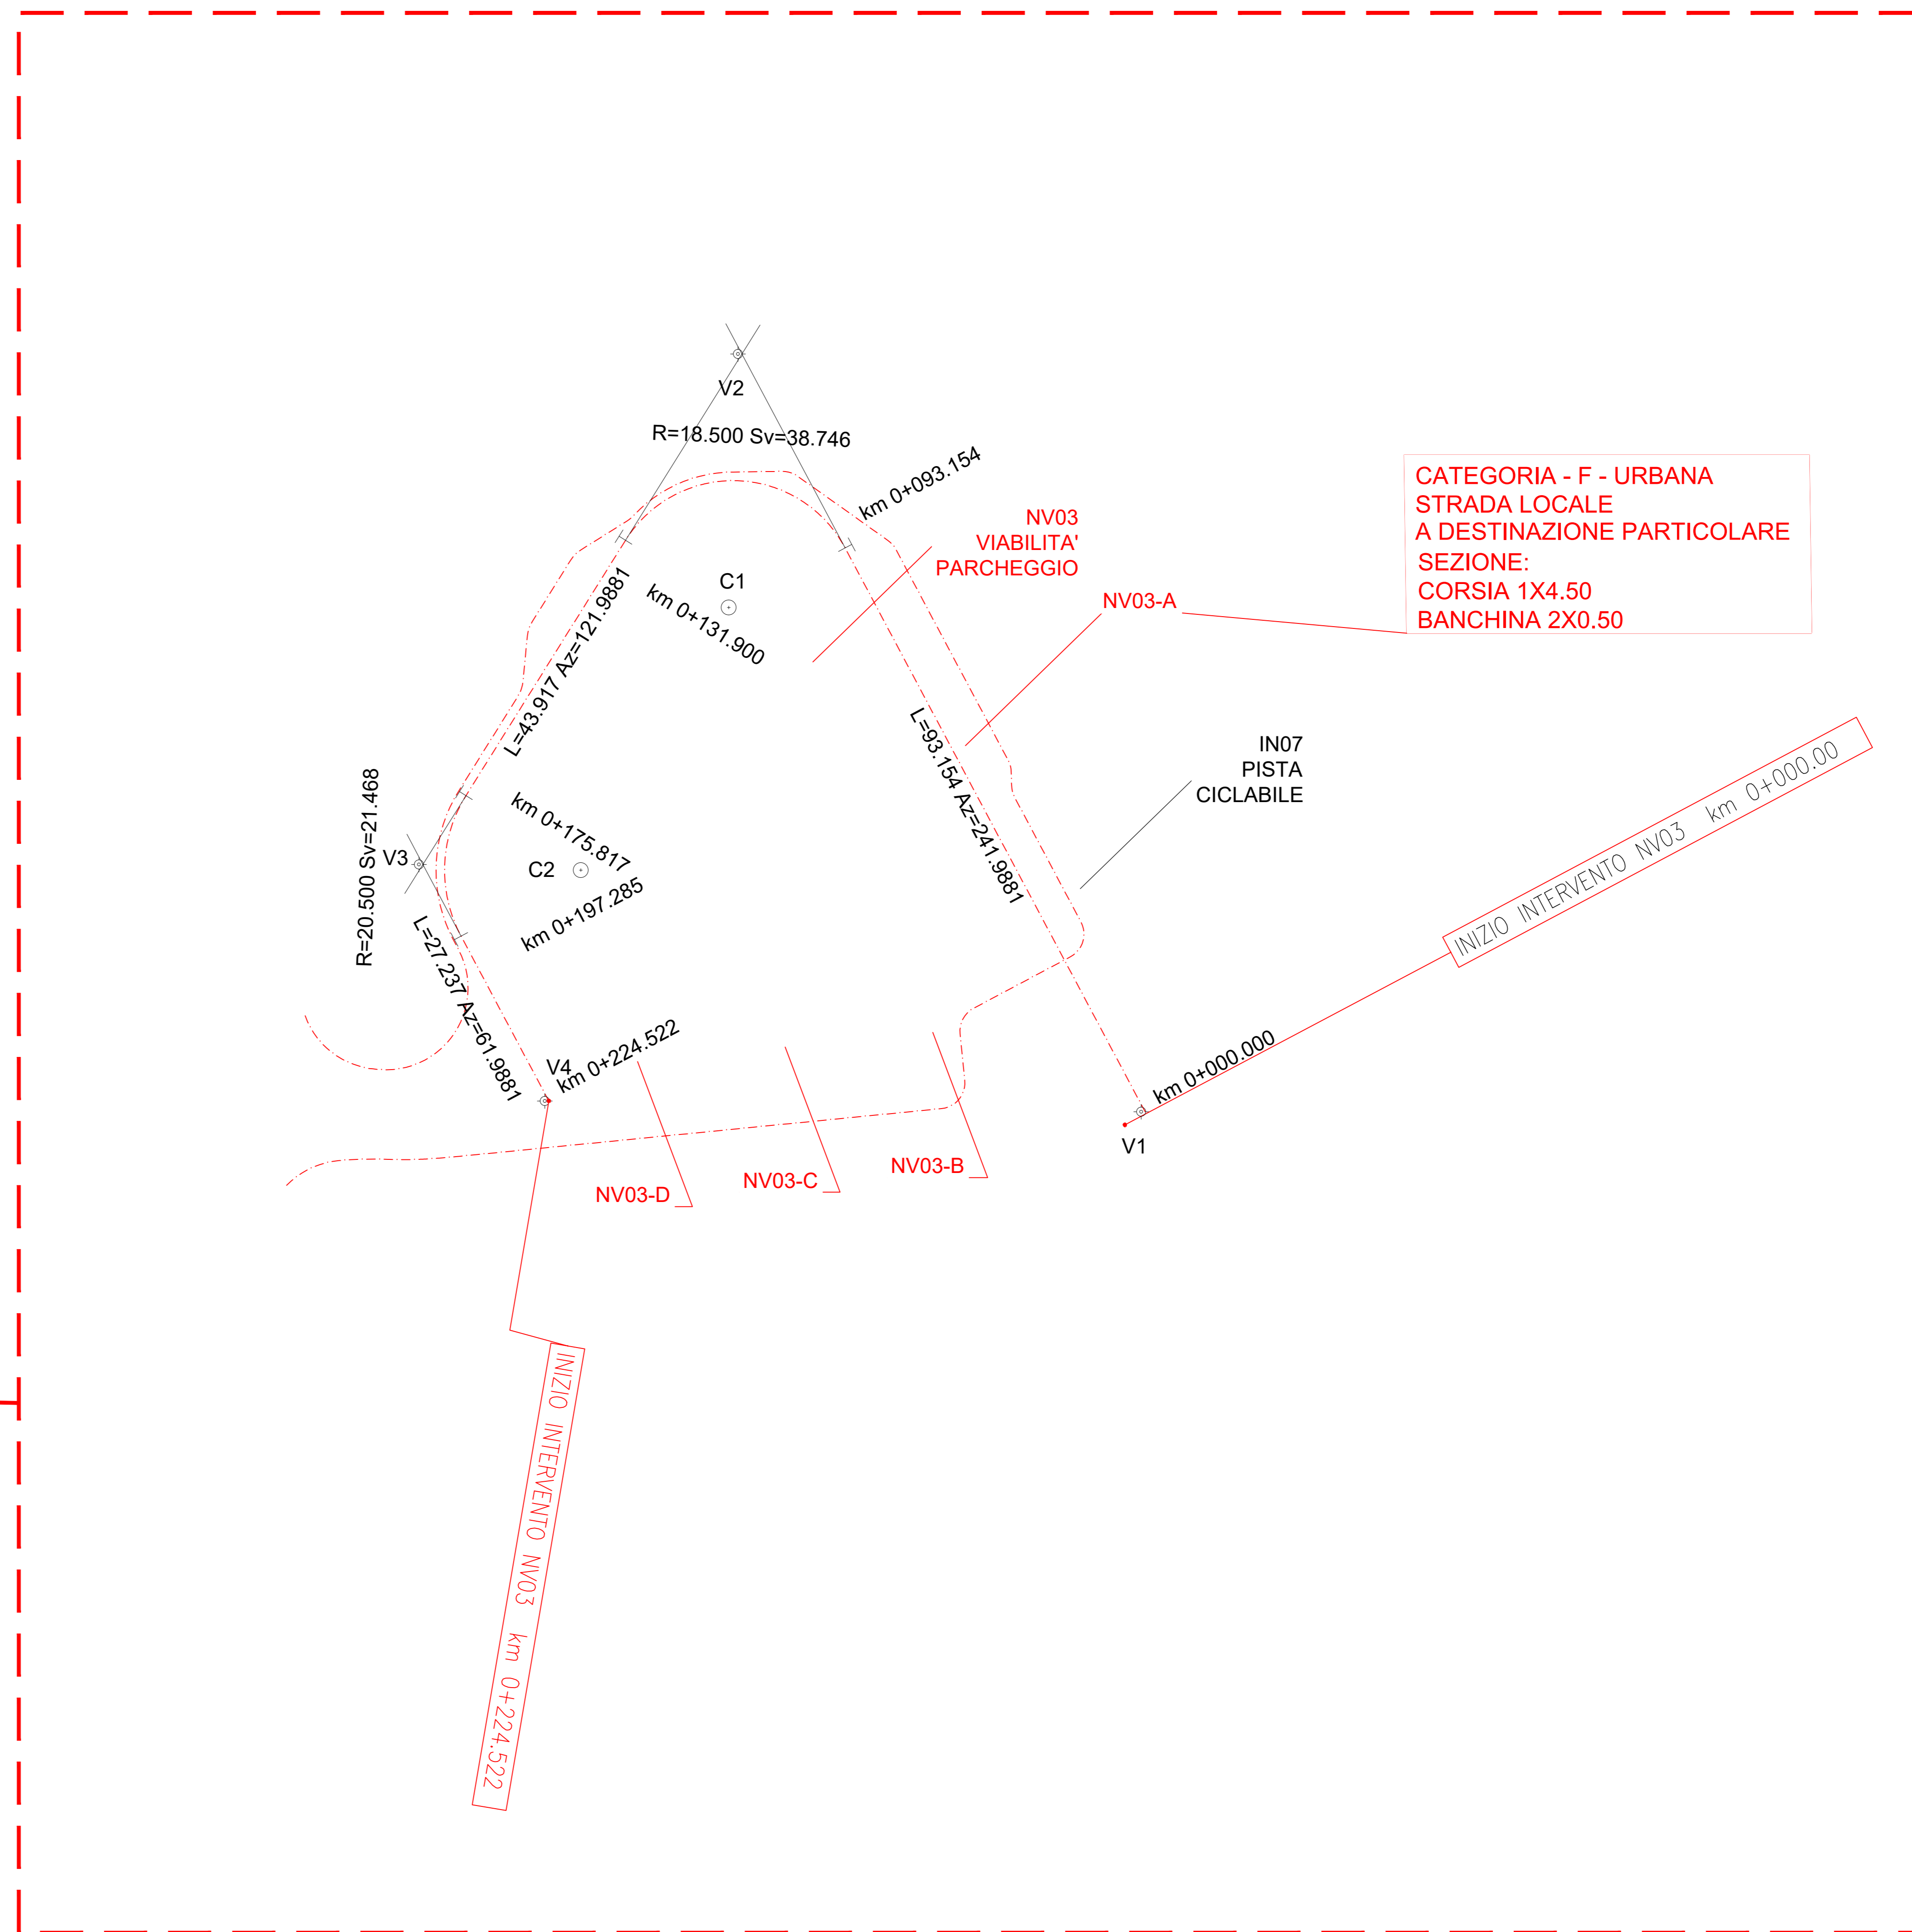 V2
R=18.500 Sv=38.746
km 0+093.154
CATEGORIA - F - URBANA
STRADA LOCALE
A DESTINAZIONE PARTICOLARE
SEZIONE:
CORSIA 1X4.50
BANCHINA 2X0.50
NV03
VIABILITA'
PARCHEGGIO
C1
km 0+131.900
NV03-A
L=43.917 Az=121.9881
L=93.154 Az=241.9881
IN07
PISTA
CICLABILE
INIZIO INTERVENTO NV03 km 0+000.00
R=20.500 Sv=21.468
V3
km 0+175.817
C2
km 0+197.285
L=27.237 Az=61.9881
V4
km 0+224.522
km 0+000.000
V1
NV03-B
NV03-C
NV03-D
INIZIO INTERVENTO NV03 km 0+224.522